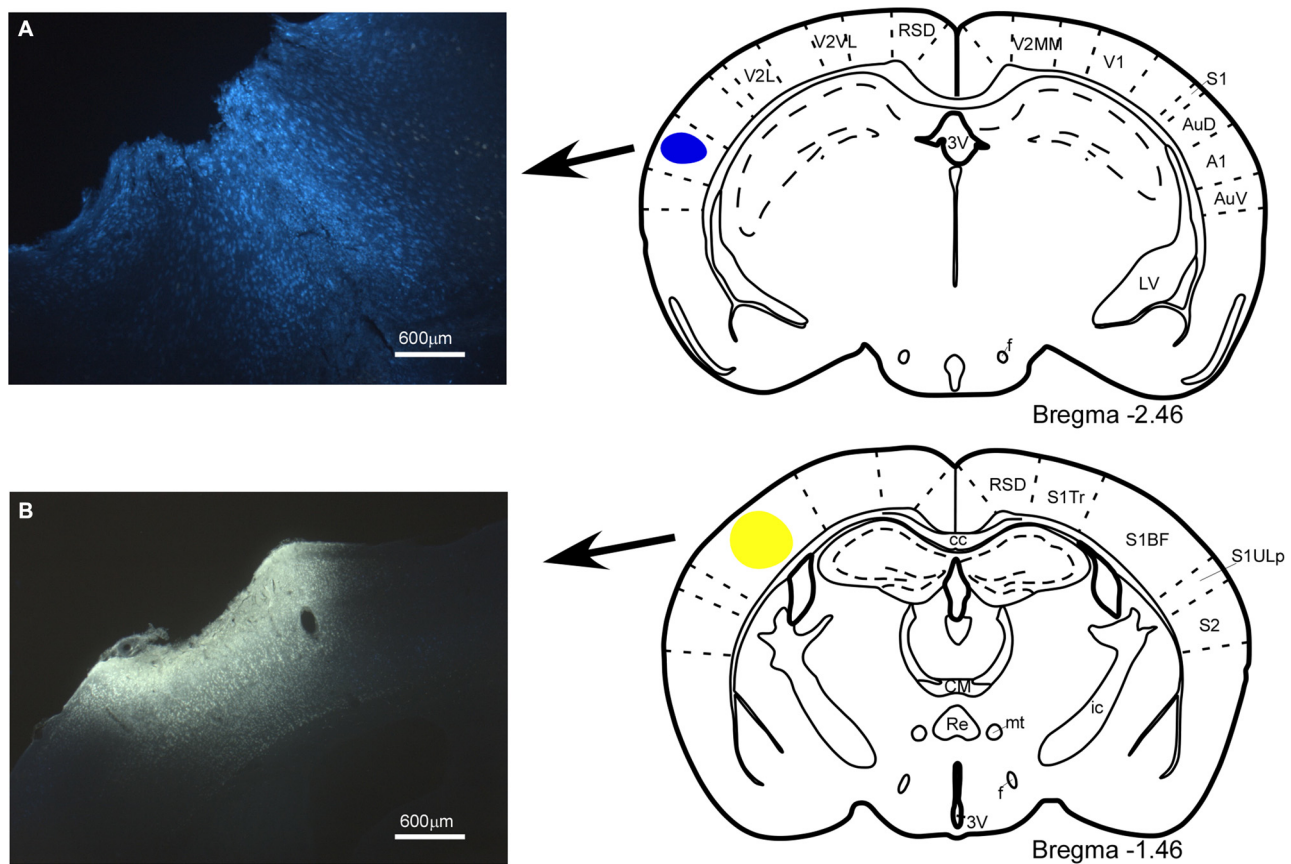 A
600μm
RSD
V2VL
V2L
V2MM
V1
S1
AuD
A1
AuV
3V
LV
f
Bregma -2.46
B
600μm
RSD
S1Tr
S1BF
S1ULp
S2
cc
CM
Re
mt
ic
f
3V
Bregma -1.46